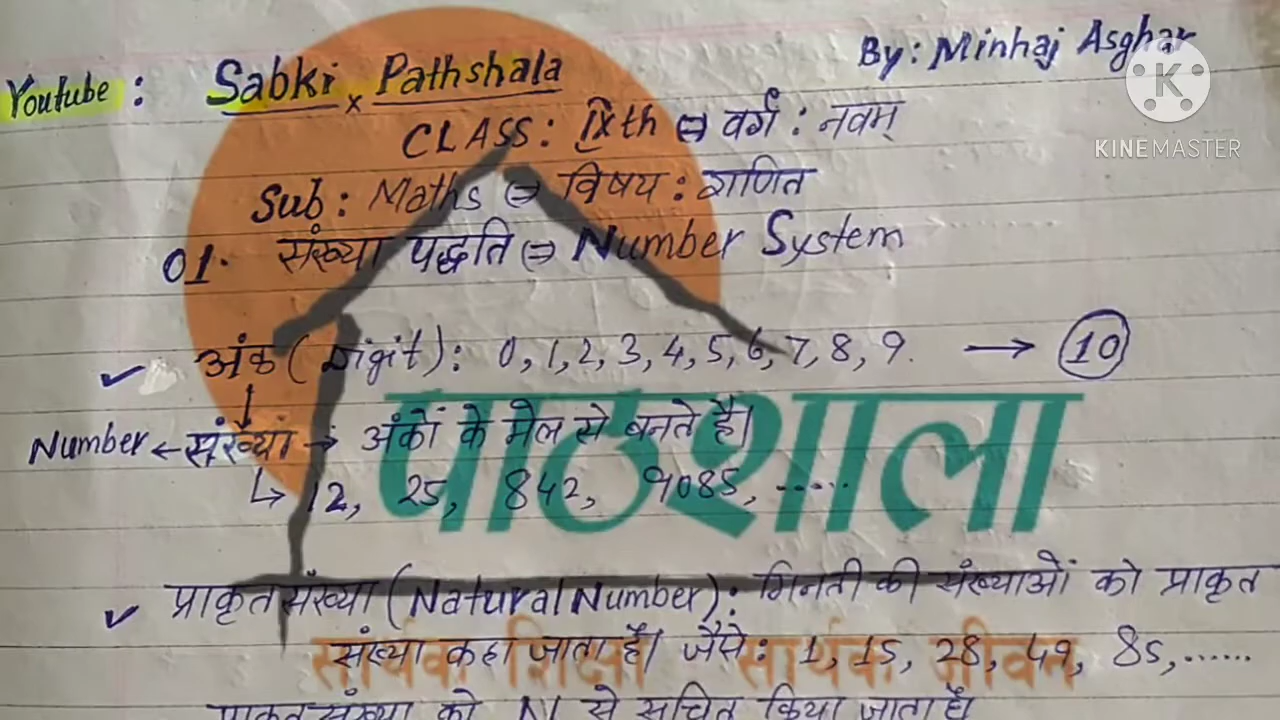 By: Minhaj Asghar
Youtube: Sabki x Pathshala
KINEMASTER
CLASS: IXth ⇒ वर्ग : नवम्
Sub: Maths ⇒ विषय : गणित
01. संख्या पद्धति ⇒ Number System
अंक (Digit): 0, 1, 2, 3, 4, 5, 6, 7, 8, 9. → 10
Number ← संख्या → अंकों के मेल से बनते है।
12, 25, 842, 9085, .....
पाठशाला
प्राकृत संख्या (Natural Number): गिनती की संख्याओं को प्राकृत
संख्या कहा जाता है। जैसे: 1, 15, 28, 49, 85, ......
सार्थक शिक्षा सार्थक जीवन
प्राकृत संख्या को N से सूचित किया जाता है।